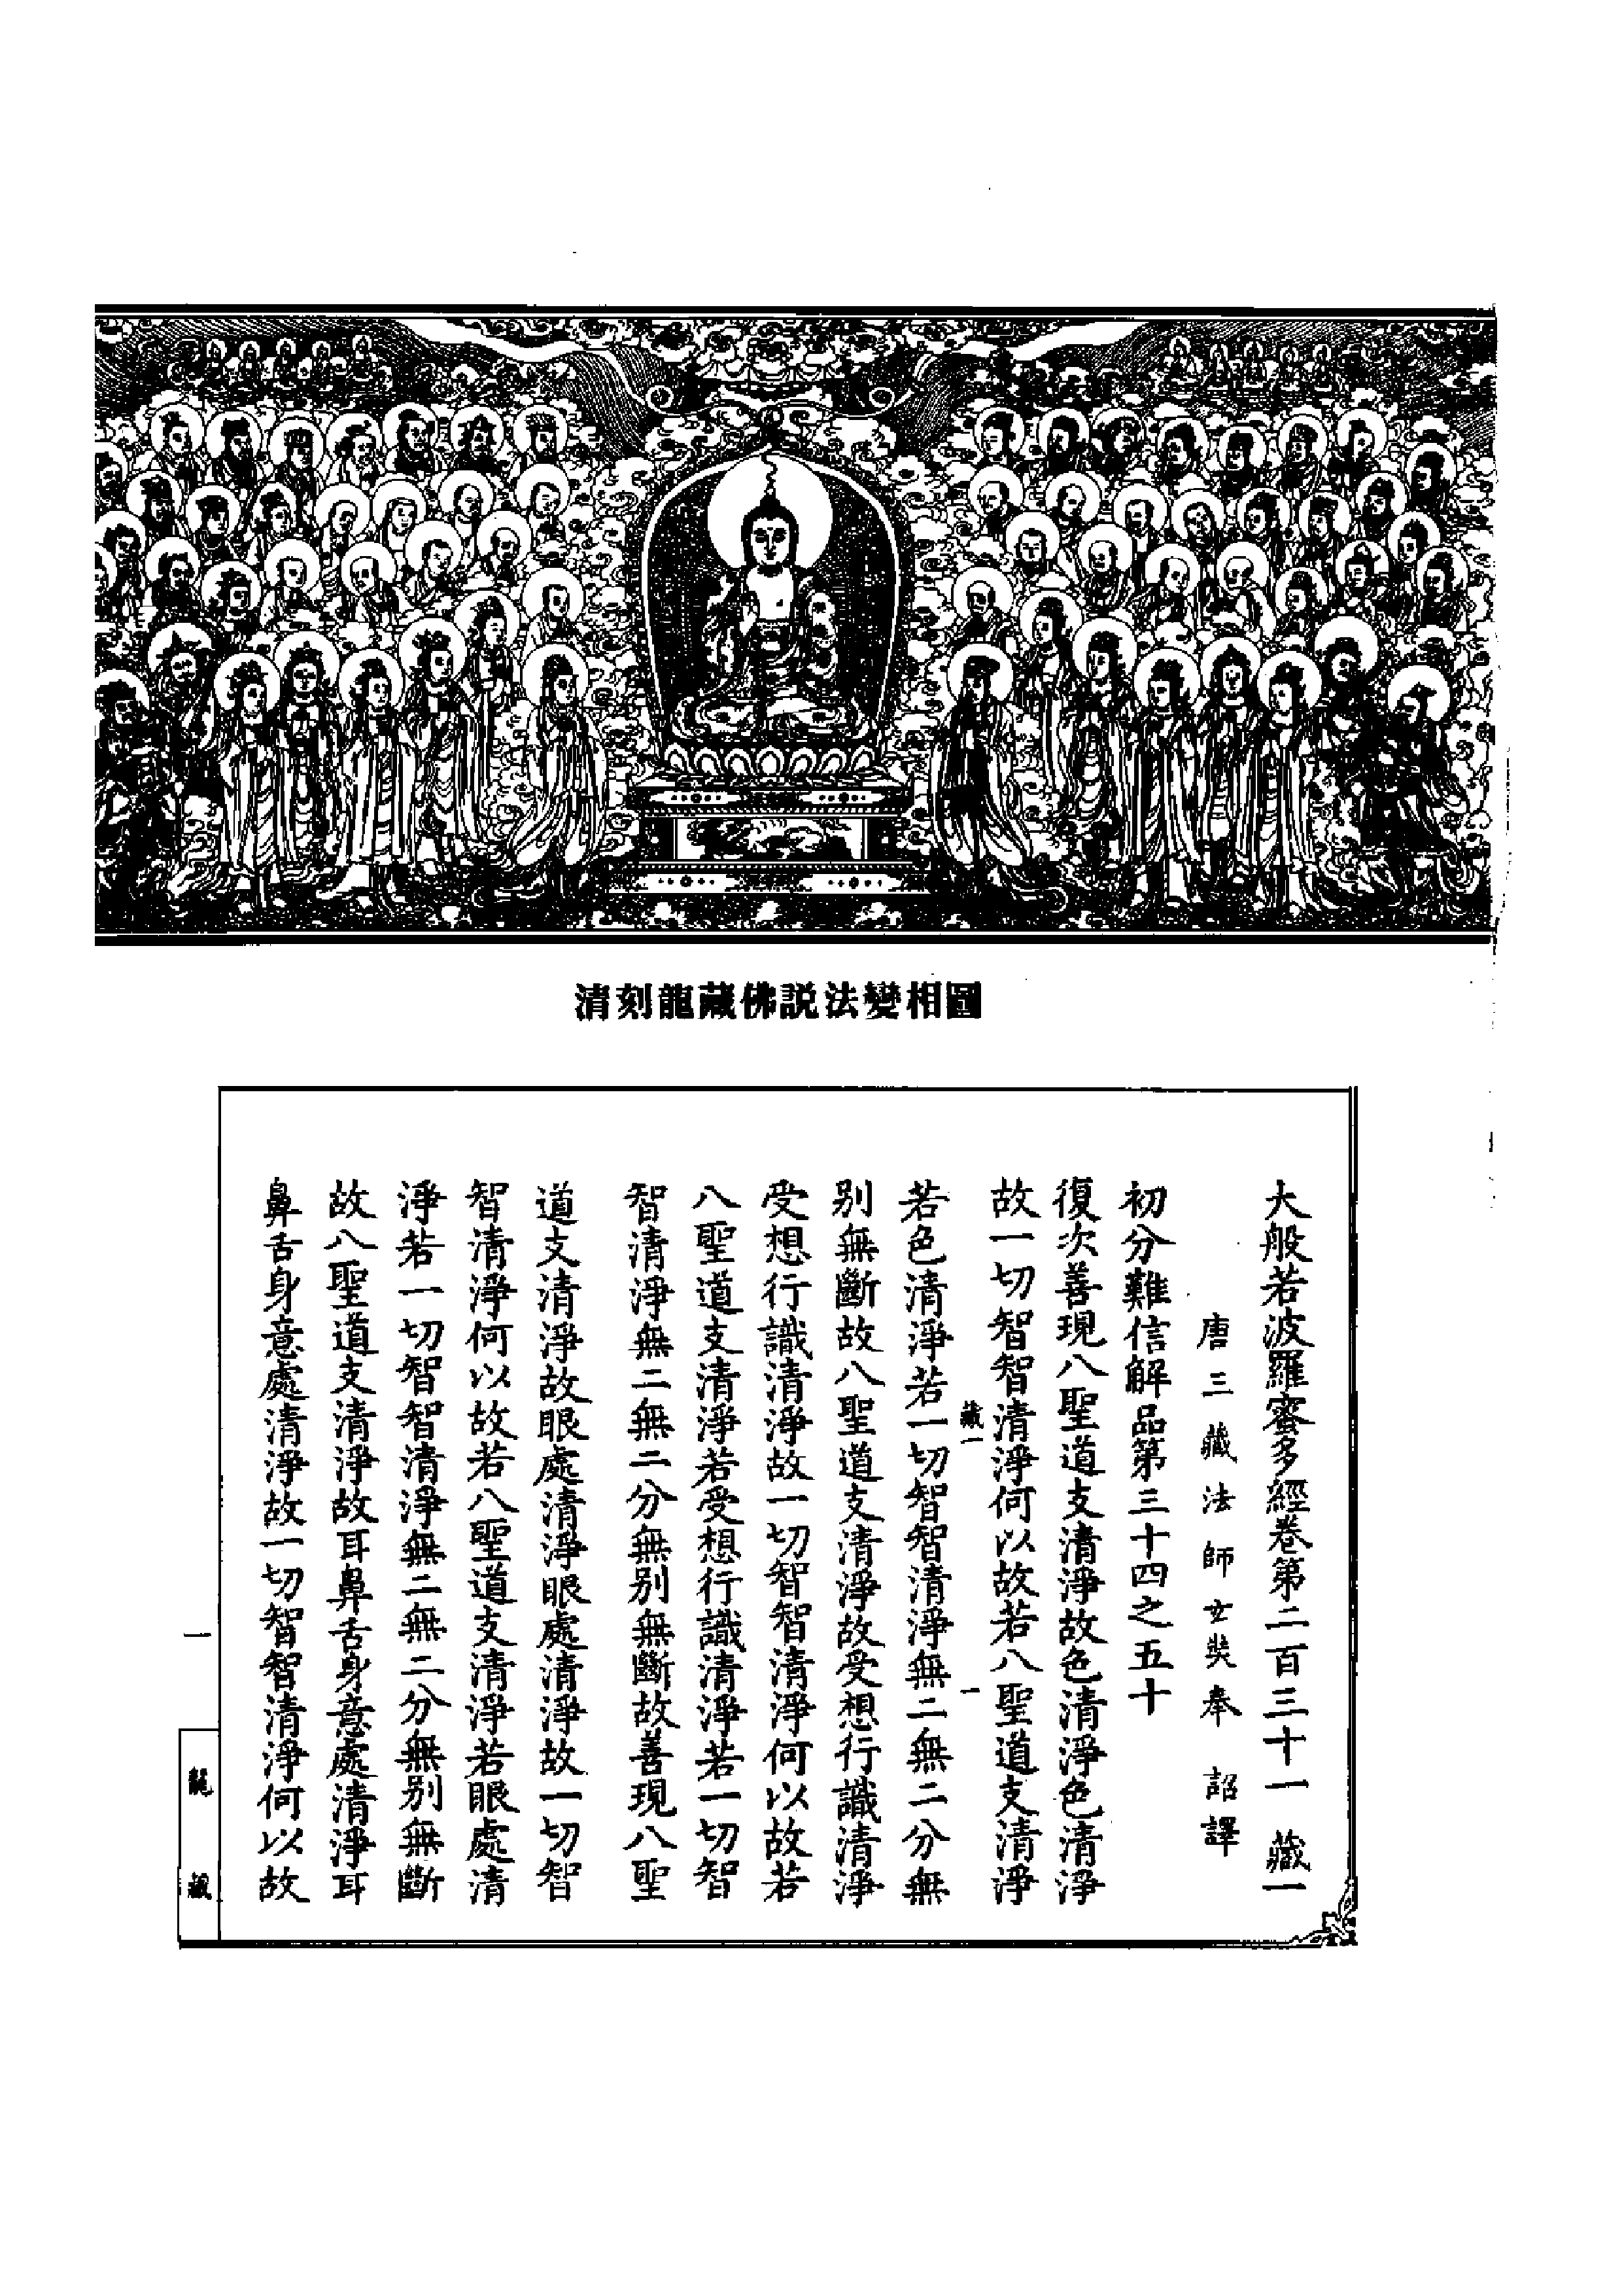 清刻龍藏佛説法變相圖
大般若波羅蜜多經卷第二百三十一 藏一
唐三藏法師玄奘奉 詔譯
初分難信解品第三十四之五十
復次善現八聖道支清淨故色清淨色清淨
故一切智智清淨何以故若八聖道支清淨
藏一 一
若色清淨若一切智智清淨無二無二分無
别無斷故八聖道支清淨故受想行識清淨
受想行識清淨故一切智智清淨何以故若
八聖道支清淨若受想行識清淨若一切智
智清淨無二無二分無别無斷故善現八聖
道支清淨故眼處清淨眼處清淨故一切智
智清淨何以故若八聖道支清淨若眼處清
淨若一切智智清淨無二無二分無别無斷
故八聖道支清淨故耳鼻舌身意處清淨耳
鼻舌身意處清淨故一切智智清淨何以故
一
龍藏